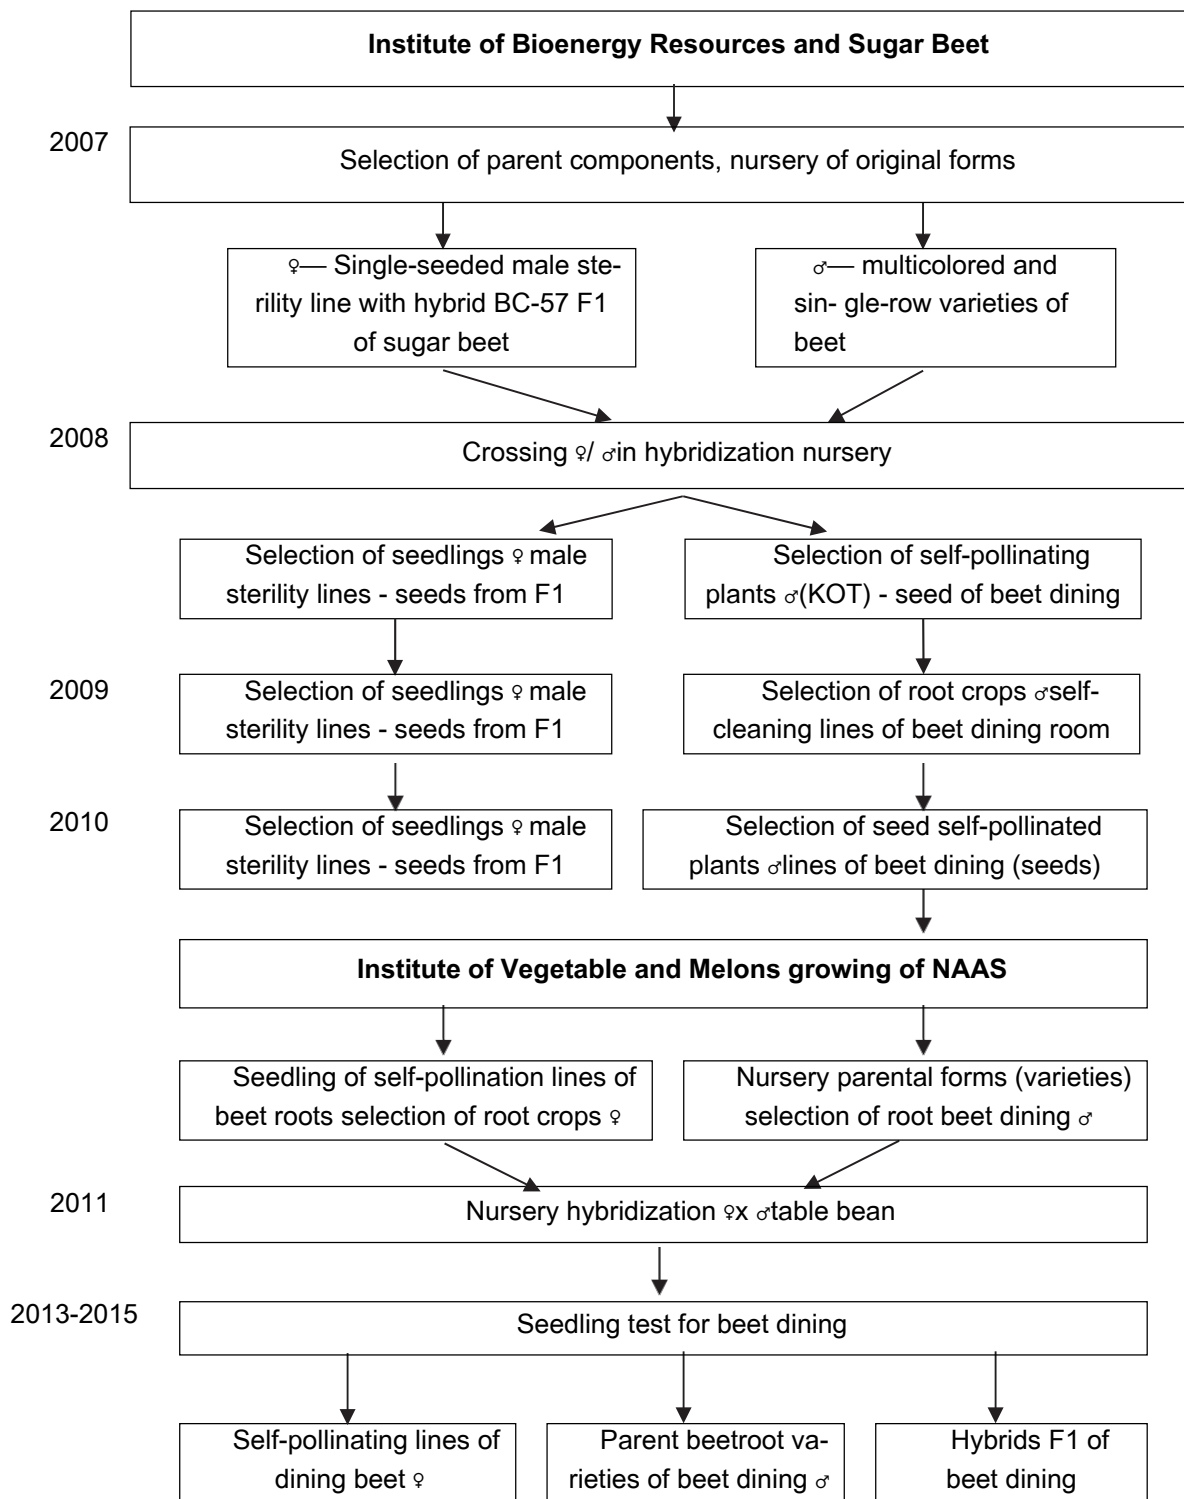 Institute of Bioenergy Resources and Sugar Beet
2007
Selection of parent components, nursery of original forms
♀— Single-seeded male ste-
rility line with hybrid BC-57 F1
of sugar beet
♂— multicolored and
sin- gle-row varieties of
beet
2008
Crossing ♀/ ♂in hybridization nursery
Selection of seedlings ♀ male
sterility lines - seeds from F1
Selection of self-pollinating
plants ♂(KOT) - seed of beet dining
2009
Selection of seedlings ♀ male
sterility lines - seeds from F1
Selection of root crops ♂self-
cleaning lines of beet dining room
2010
Selection of seedlings ♀ male
sterility lines - seeds from F1
Selection of seed self-pollinated
plants ♂lines of beet dining (seeds)
Institute of Vegetable and Melons growing of NAAS
Seedling of self-pollination lines of
beet roots selection of root crops ♀
Nursery parental forms (varieties)
selection of root beet dining ♂
2011
Nursery hybridization ♀x ♂table bean
2013-2015
Seedling test for beet dining
Self-pollinating lines of
dining beet ♀
Parent beetroot va-
rieties of beet dining ♂
Hybrids F1 of
beet dining